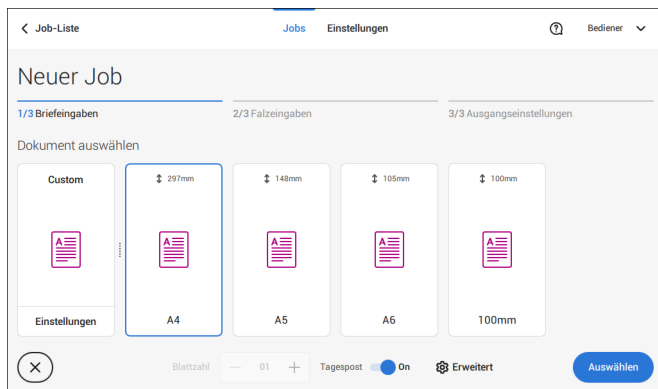 Job-Liste
Jobs Einstellungen
Bediener
Neuer Job
1/3 Briefeingaben
2/3 Falzeingaben
3/3 Ausgangseinstellungen
Dokument auswählen
Custom
297mm
148mm
105mm
100mm
Einstellungen
A4
A5
A6
100mm
Blattzahl 01 Tagespost On Erweitert Auswählen